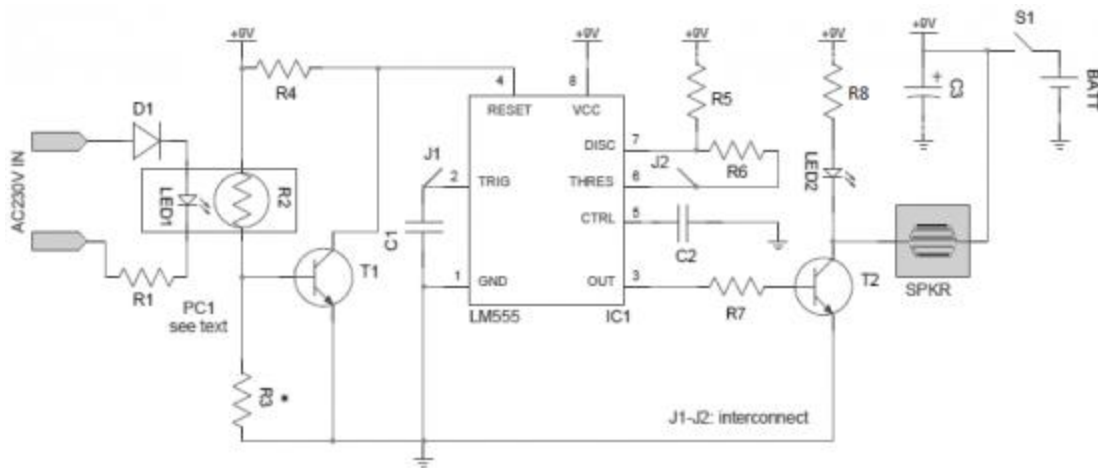 +9V
+9V
+9V
+9V
+9V
S1
R4
4
8
RESET
VCC
R5
R8
C3
BATT
D1
DISC
7
AC230V IN
J1
J2
R6
LED1
R2
2
TRIG
THRES
6
LED2
CTRL
5
C1
C2
T1
1
GND
OUT
3
T2
R1
R7
SPKR
PC1
see text
LM555
IC1
R3 *
J1-J2: interconnect